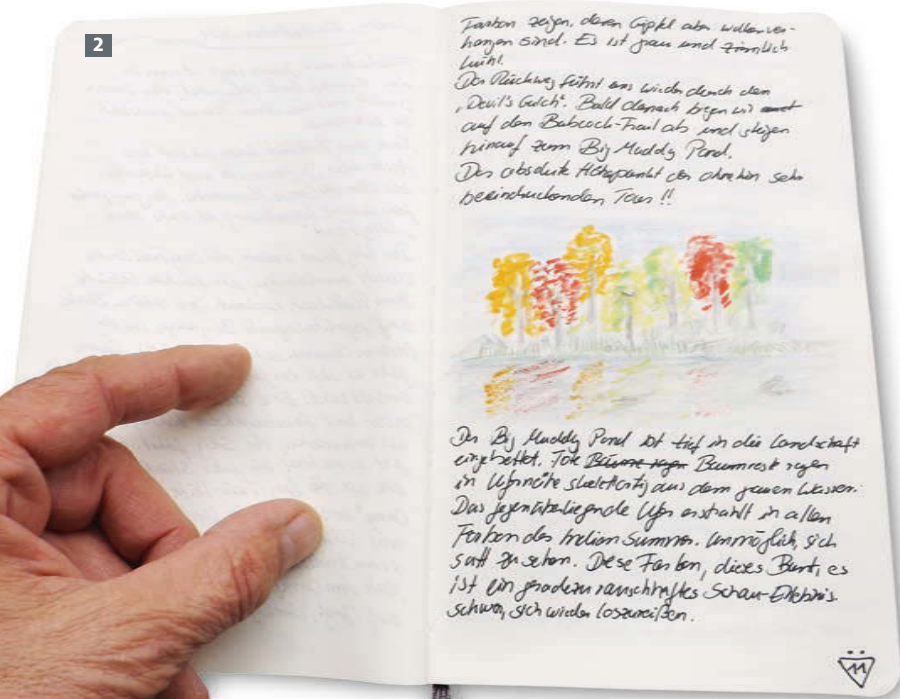 2
Farben zeigen, deren Gipfel aber wolkenver-
hangen sind. Es ist grau und ziemlich
kühl.
Der Rückweg führt uns wieder durch den
„Devil's Gulch“. Bald danach biegen wir
auf den Babcock-Trail ab und steigen
hinauf zum Big Muddy Pond.
Der absolute Höhepunkt der ohnehin sehr
beeindruckenden Tour !!
Der Big Muddy Pond ist tief in die Landschaft
eingebettet. Tote Bäume ragen Baumreste ragen
in Ufernähe skelettartig aus dem grauen Wasser.
Das gegenüberliegende Ufer erstrahlt in allen
Farben des Indian Summer. Unmöglich, sich
satt zu sehen. Diese Farben, dieses Bunt, es
ist ein geradezu rauschhaftes Schau-Erlebnis.
schwer, sich wieder loszureißen.